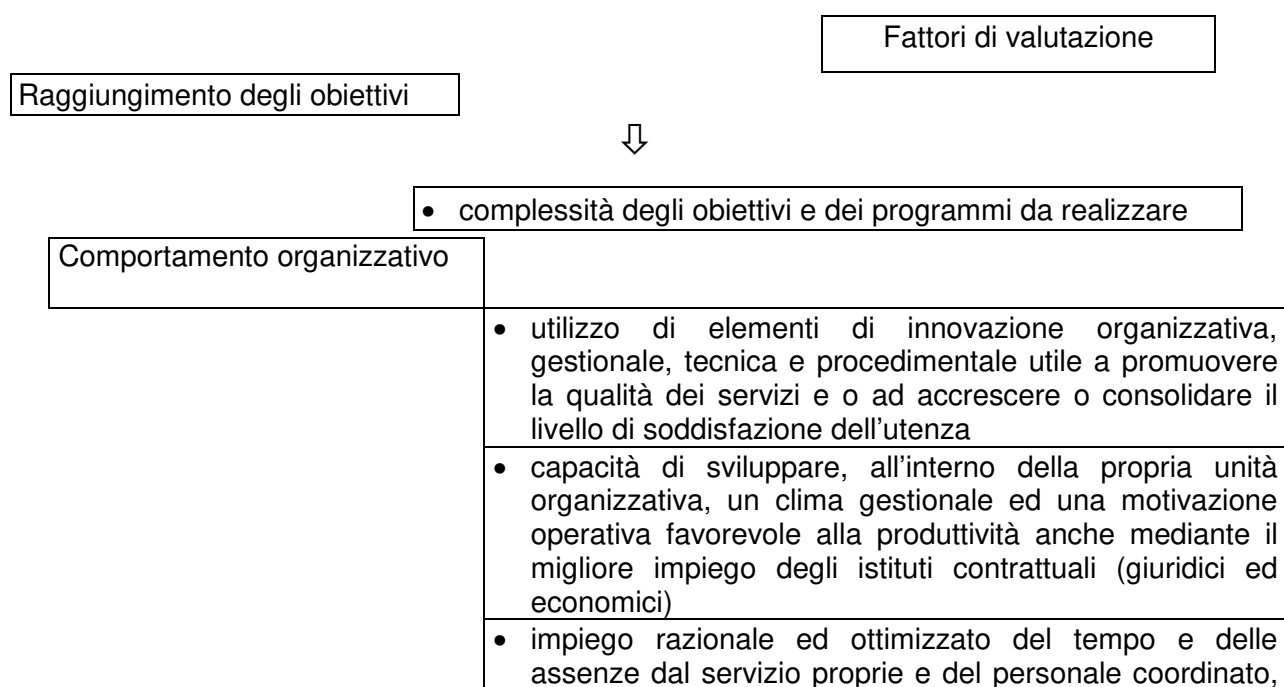 Fattori di valutazione
Raggiungimento degli obiettivi
⇩
• complessità degli obiettivi e dei programmi da realizzare
Comportamento organizzativo
• utilizzo di elementi di innovazione organizzativa,
gestionale, tecnica e procedimentale utile a promuovere
la qualità dei servizi e o ad accrescere o consolidare il
livello di soddisfazione dell'utenza
• capacità di sviluppare, all'interno della propria unità
organizzativa, un clima gestionale ed una motivazione
operativa favorevole alla produttività anche mediante il
migliore impiego degli istituti contrattuali (giuridici ed
economici)
• impiego razionale ed ottimizzato del tempo e delle
assenze dal servizio proprie e del personale coordinato,